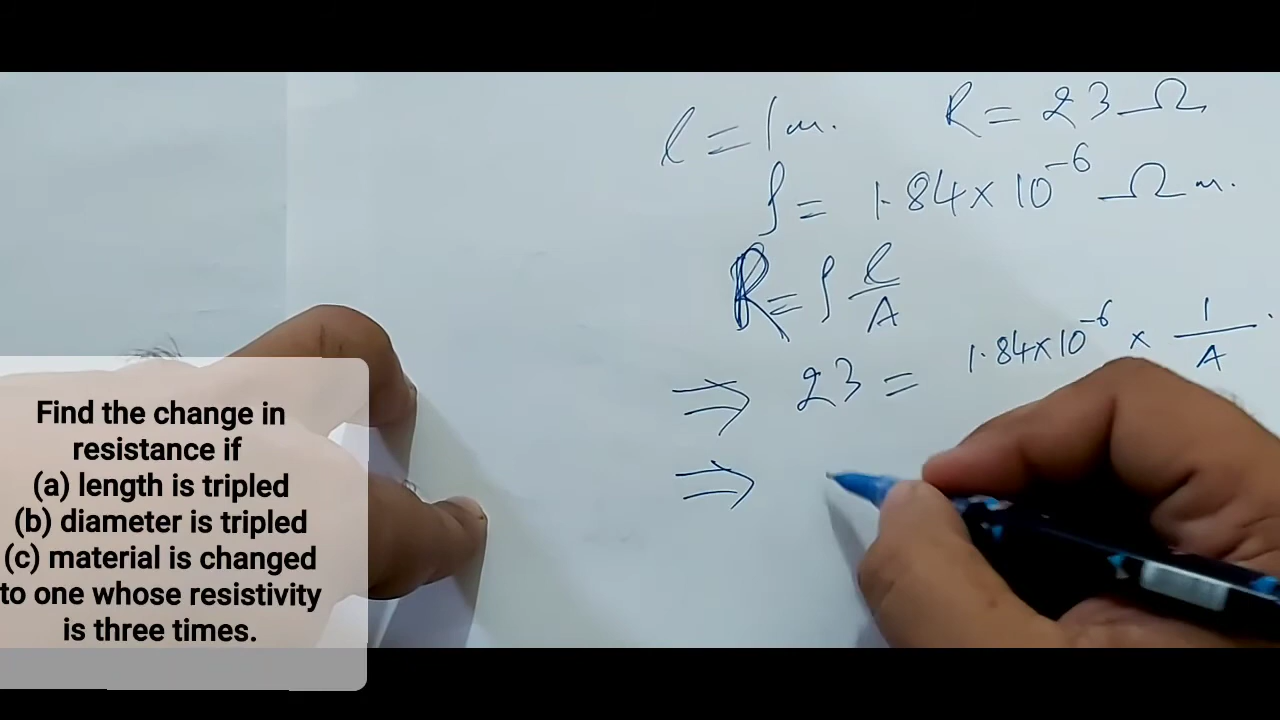 l = 1 m. R = 23 Ω
ρ = 1.84 × 10⁻⁶ Ω m.
R = ρ l/A
⇒ 23 = 1.84×10⁻⁶ × 1/A
⇒
Find the change in
resistance if
(a) length is tripled
(b) diameter is tripled
(c) material is changed
to one whose resistivity
is three times.